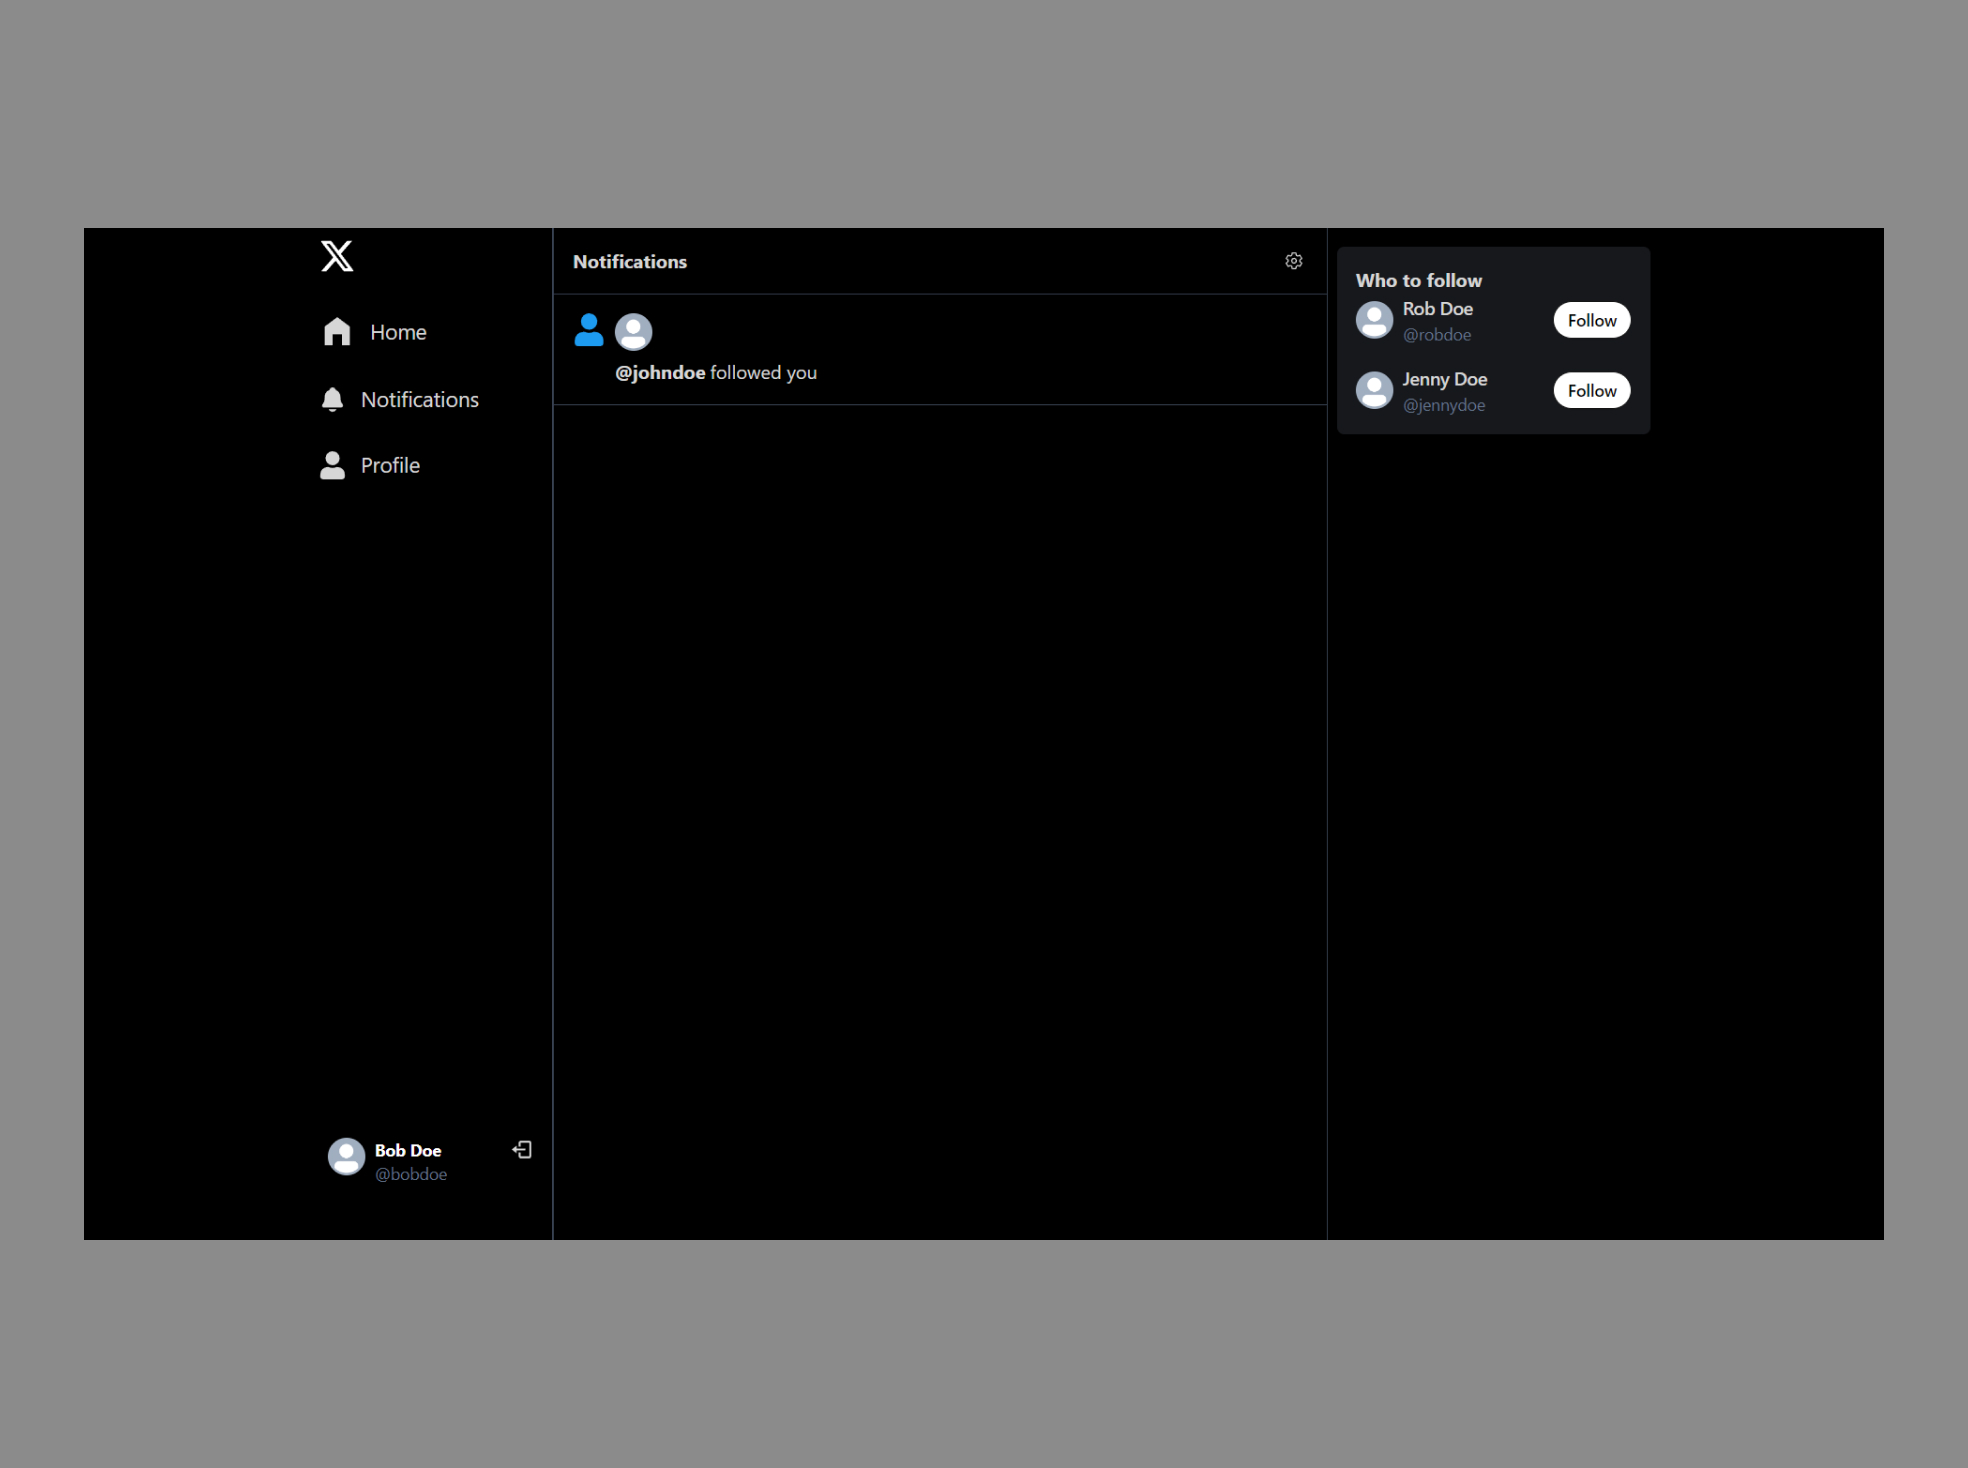 Home
Notifications
Profile
Bob Doe
@bobdoe
Notifications
@johndoe followed you
Who to follow
Rob Doe
@robdoe
Follow
Jenny Doe
@jennydoe
Follow